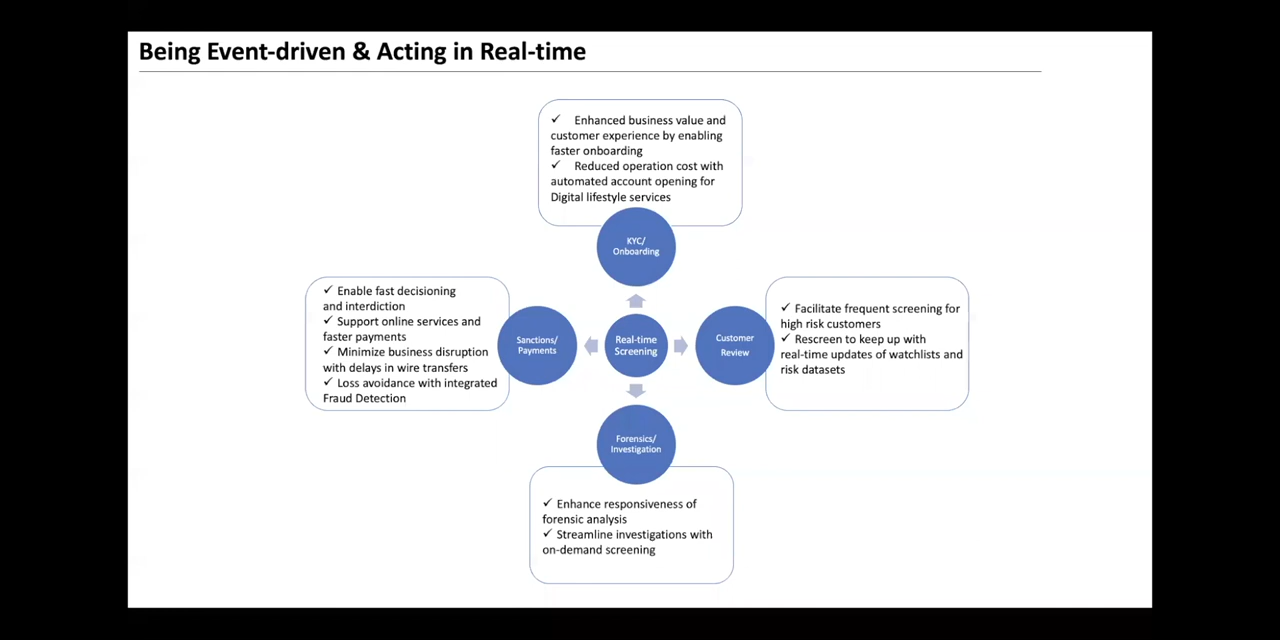 Being Event-driven & Acting in Real-time
✓ Enhanced business value and
customer experience by enabling
faster onboarding
✓ Reduced operation cost with
automated account opening for
Digital lifestyle services
KYC/
Onboarding
✓ Enable fast decisioning
and interdiction
✓ Support online services and
faster payments
✓ Minimize business disruption
with delays in wire transfers
✓ Loss avoidance with integrated
Fraud Detection
Sanctions/
Payments
Real-time
Screening
Customer
Review
✓ Facilitate frequent screening for
high risk customers
✓ Rescreen to keep up with
real-time updates of watchlists and
risk datasets
Forensics/
Investigation
✓ Enhance responsiveness of
forensic analysis
✓ Streamline investigations with
on-demand screening